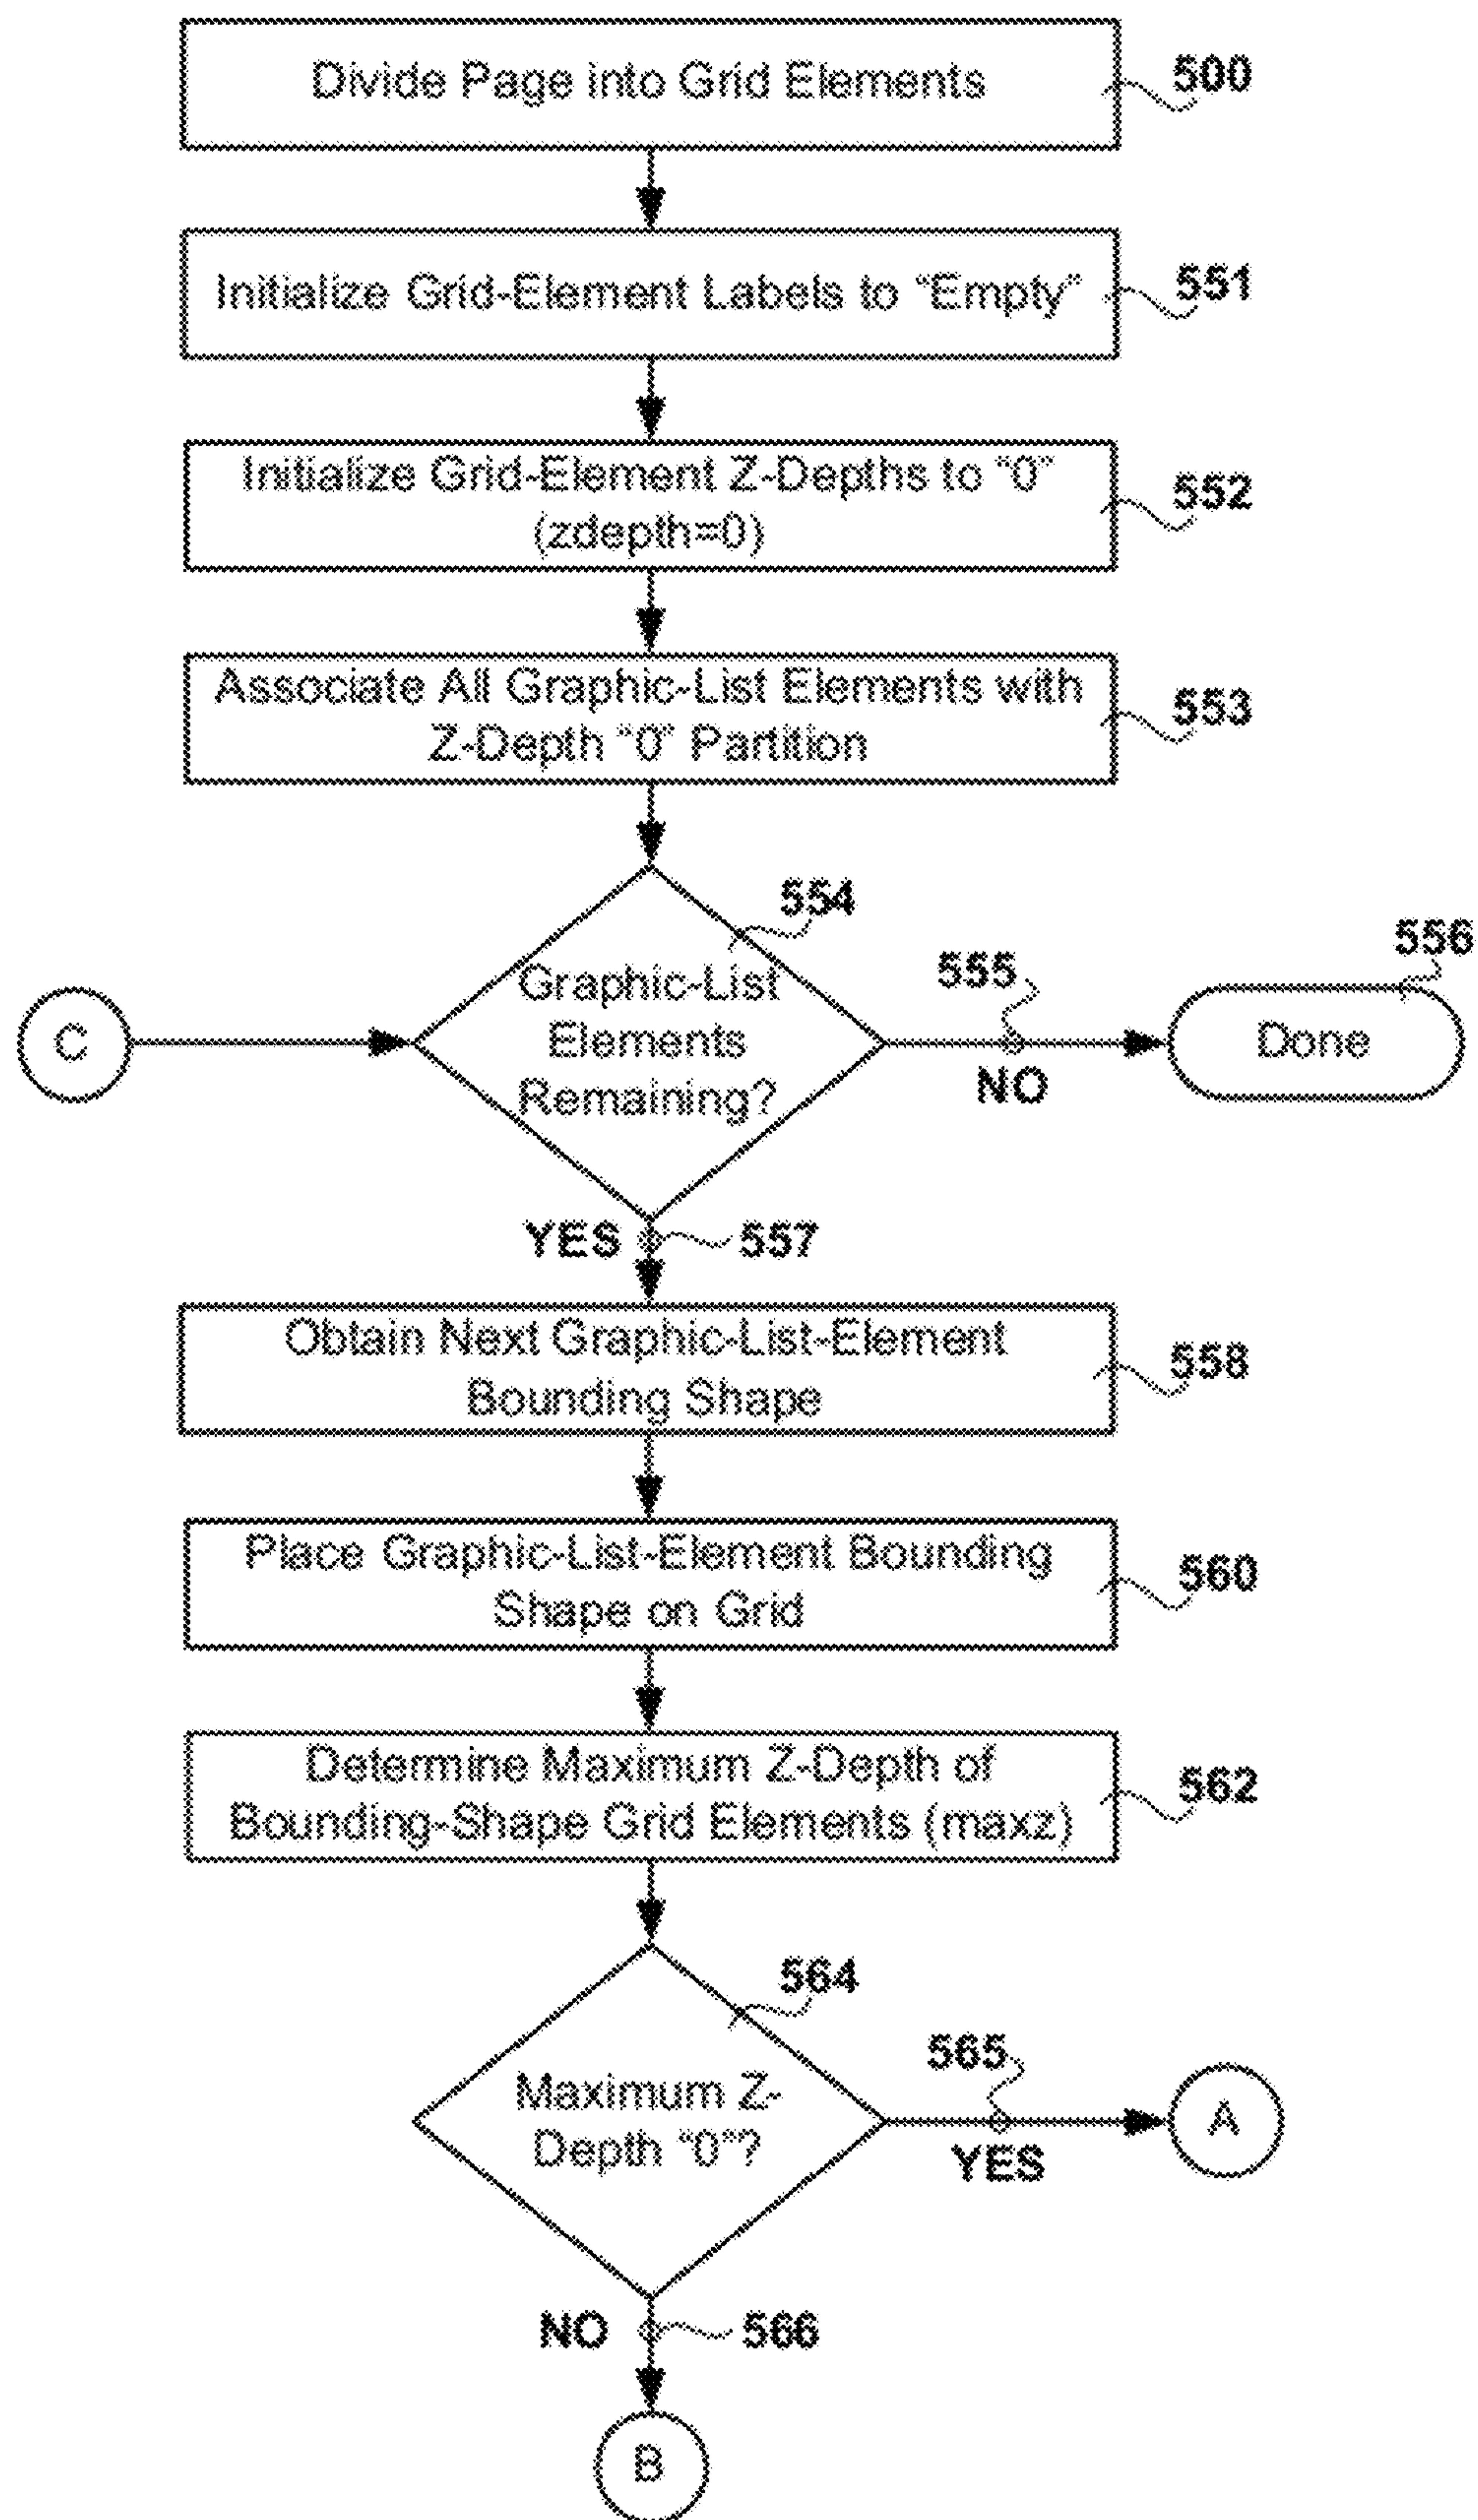 Divide Page into Grid Elements
500
Initialize Grid-Element Labels to “Empty”
551
Initialize Grid-Element Z-Depths to “0”
(zdepth=0)
552
Associate All Graphic-List Elements with
Z-Depth “0” Partition
553
554
Graphic-List
Elements
Remaining?
C
555
NO
556
Done
YES
557
Obtain Next Graphic-List-Element
Bounding Shape
558
Place Graphic-List-Element Bounding
Shape on Grid
560
Determine Maximum Z-Depth of
Bounding-Shape Grid Elements (maxz)
562
564
Maximum Z-
Depth “0”?
565
YES
A
NO
566
B